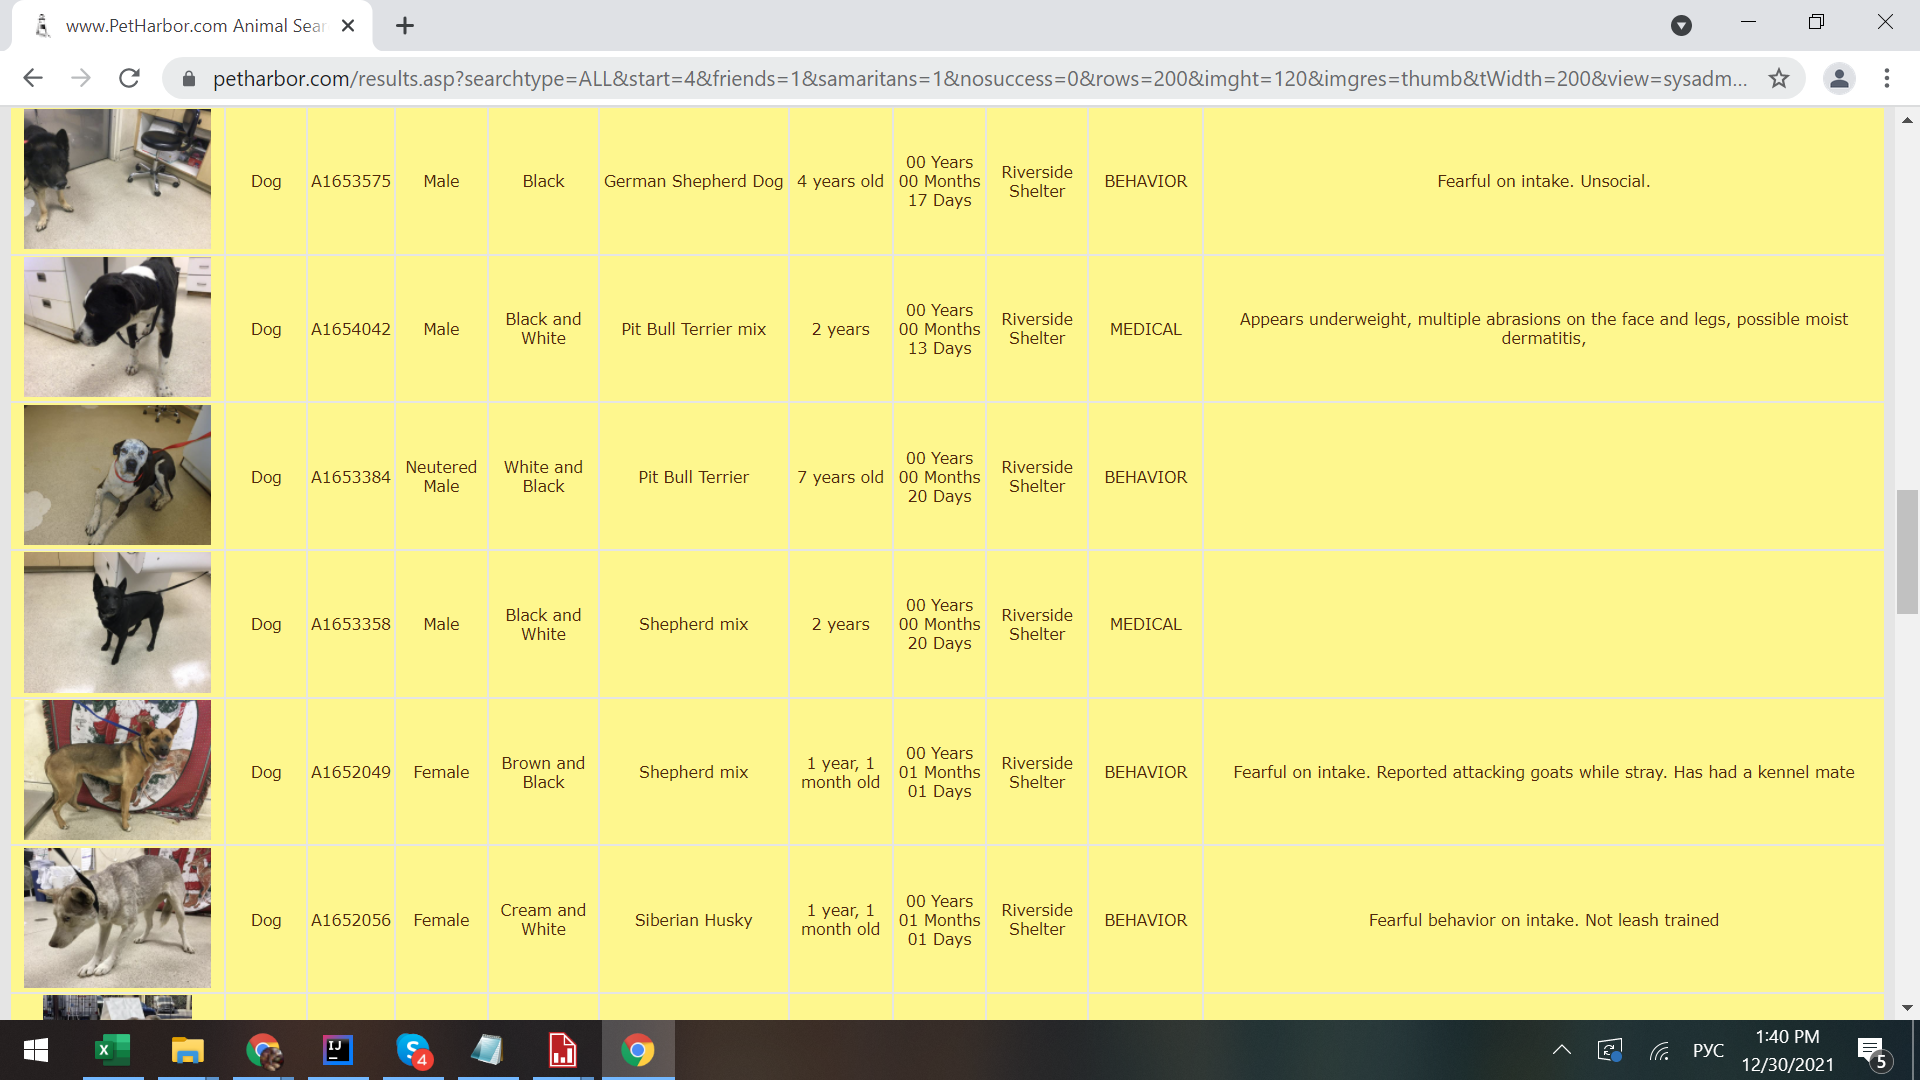 www.PetHarbor.com Animal Sear
petharbor.com/results.asp?searchtype=ALL&start=4&friends=1&samaritans=1&nosuccess=0&rows=200&imght=120&imgres=thumb&tWidth=200&view=sysadm...
Dog A1653575 Male Black German Shepherd Dog 4 years old 00 Years 00 Months 17 Days Riverside Shelter BEHAVIOR Fearful on intake. Unsocial.
Dog A1654042 Male Black and White Pit Bull Terrier mix 2 years 00 Years 00 Months 13 Days Riverside Shelter MEDICAL Appears underweight, multiple abrasions on the face and legs, possible moist dermatitis,
Dog A1653384 Neutered Male White and Black Pit Bull Terrier 7 years old 00 Years 00 Months 20 Days Riverside Shelter BEHAVIOR
Dog A1653358 Male Black and White Shepherd mix 2 years 00 Years 00 Months 20 Days Riverside Shelter MEDICAL
Dog A1652049 Female Brown and Black Shepherd mix 1 year, 1 month old 00 Years 01 Months 01 Days Riverside Shelter BEHAVIOR Fearful on intake. Reported attacking goats while stray. Has had a kennel mate
Dog A1652056 Female Cream and White Siberian Husky 1 year, 1 month old 00 Years 01 Months 01 Days Riverside Shelter BEHAVIOR Fearful behavior on intake. Not leash trained
X IJ S 4 РУС 1:40 PM
12/30/2021 5